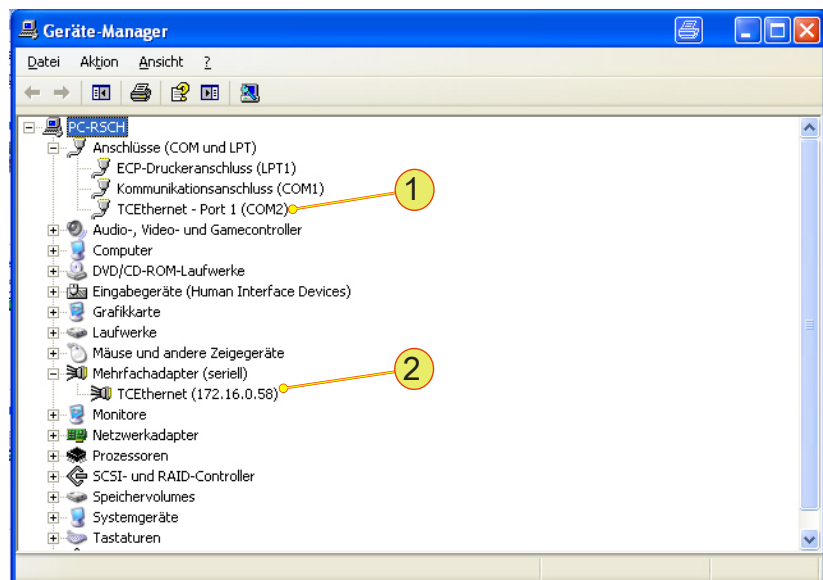 Geräte-Manager
Datei Aktion Ansicht ?
PC-RSCH
Anschlüsse (COM und LPT)
ECP-Druckeranschluss (LPT1)
Kommunikationsanschluss (COM1)
1
TCEthernet - Port 1 (COM2)
Audio-, Video- und Gamecontroller
Computer
DVD/CD-ROM-Laufwerke
Eingabegeräte (Human Interface Devices)
Grafikkarte
Laufwerke
Mäuse und andere Zeigegeräte
Mehrfachadapter (seriell)
2
TCEthernet (172.16.0.58)
Monitore
Netzwerkadapter
Prozessoren
SCSI- und RAID-Controller
Speichervolumes
Systemgeräte
Tastaturen